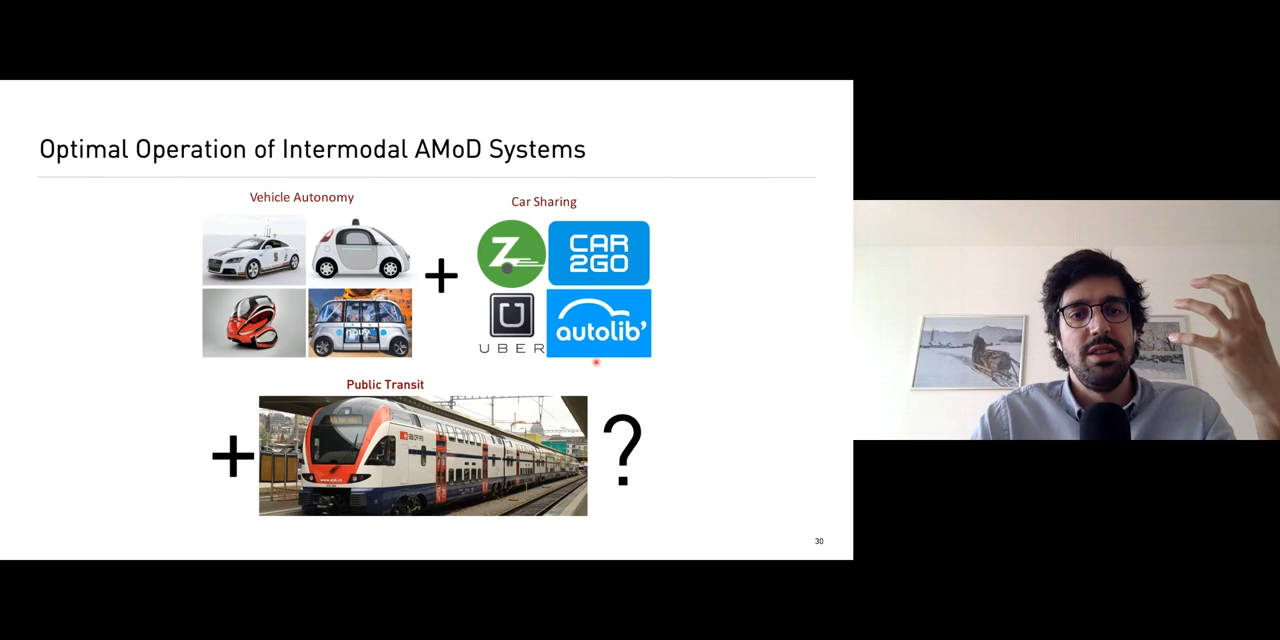 Optimal Operation of Intermodal AMoD Systems
Vehicle Autonomy
Car Sharing
+
Z
CAR
2GO
U
UBER
autolib'
Public Transit
+
?
30